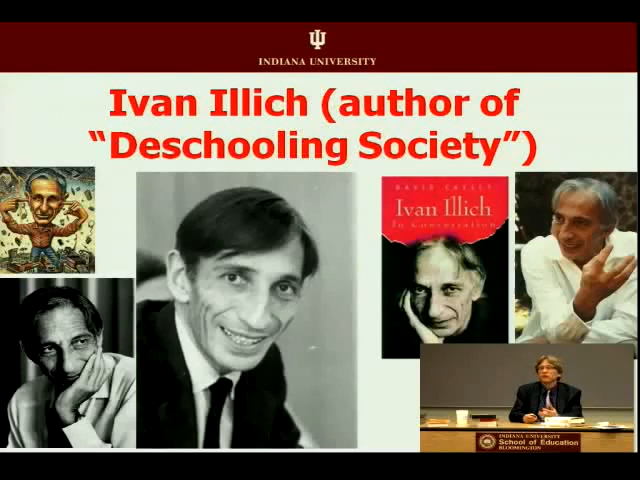 INDIANA UNIVERSITY
Ivan Illich (author of
“Deschooling Society”)
DAVID CAYLEY
Ivan Illich
In Conversation
INDIANA UNIVERSITY
School of Education
BLOOMINGTON